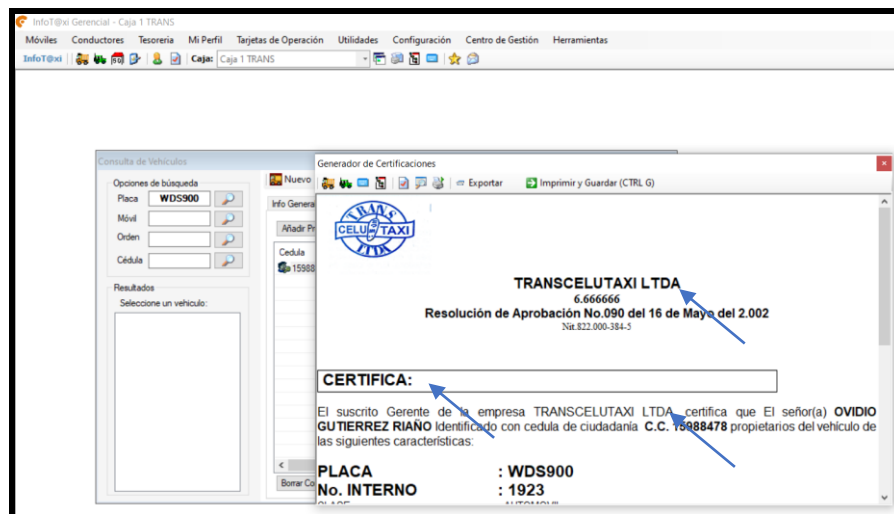 InfoT@xi Gerencial - Caja 1 TRANS
Móviles Conductores Tesoreria Mi Perfil Tarjetas de Operación Utilidades Configuración Centro de Gestión Herramientas
InfoT@xi Caja: Caja 1 TRANS
Consulta de Vehículos
Opciones de búsqueda
Placa WDS900
Móvil
Orden
Cédula
Resultados
Seleccione un vehiculo:
Nuevo
Info Genera
Añadir Pr
Cedula
15988
Borrar Co
Generador de Certificaciones
Exportar Imprimir y Guardar (CTRL G)
TRANS
CELU TAXI
LTDA
TRANSCELUTAXI LTDA
6.666666
Resolución de Aprobación No.090 del 16 de Mayo del 2.002
Nit.822.000-384-5
CERTIFICA:
El suscrito Gerente de la empresa TRANSCELUTAXI LTDA, certifica que El señor(a) OVIDIO
GUTIERREZ RIAÑO Identificado con cedula de ciudadanía C.C. 15988478 propietarios del vehículo de
las siguientes características:
PLACA : WDS900
No. INTERNO : 1923